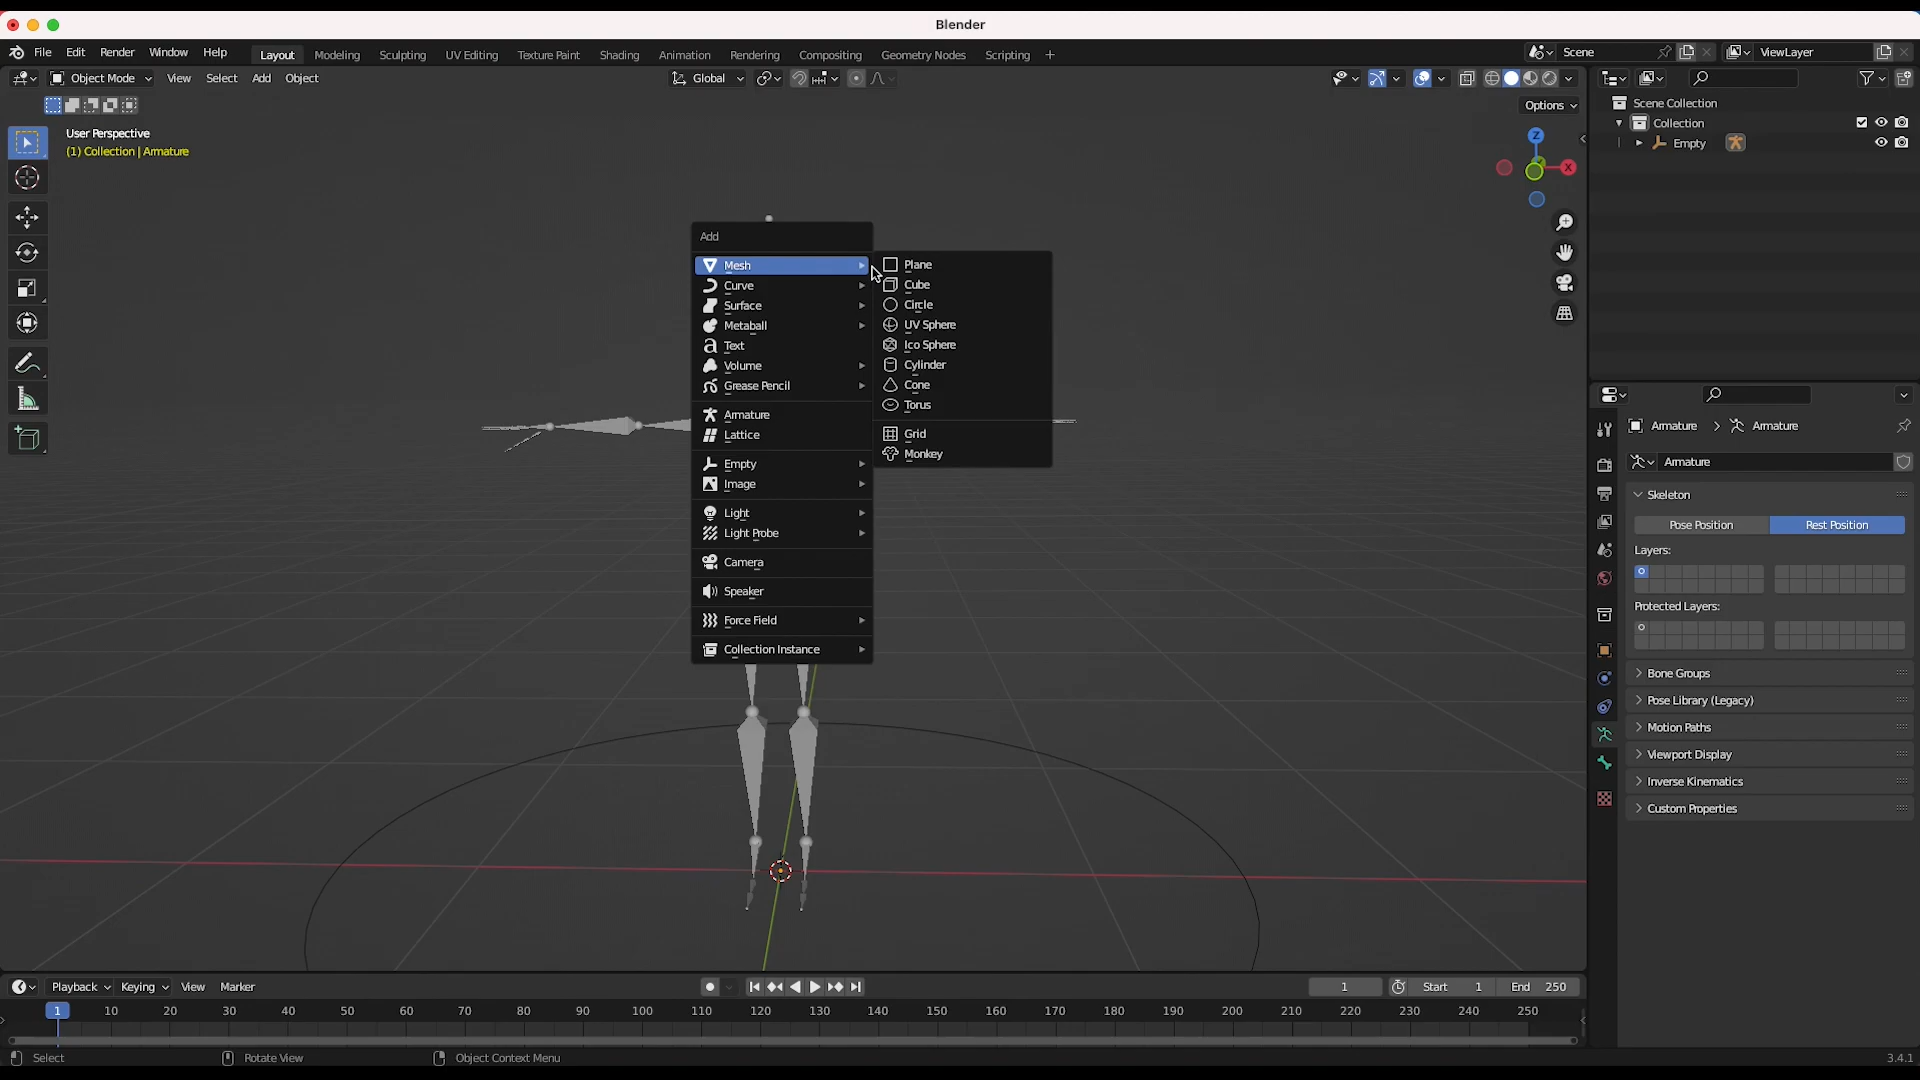 Blender
File Edit Render Window Help Layout Modeling Sculpting UV Editing Texture Paint Shading Animation Rendering Compositing Geometry Nodes Scripting + Scene ViewLayer
Object Mode View Select Add Object Global
Options
User Perspective
(1) Collection | Armature
Z
X
Add
Mesh
Curve
Surface
Metaball
Text
Volume
Grease Pencil
Armature
Lattice
Empty
Image
Light
Light Probe
Camera
Speaker
Force Field
Collection Instance
Plane
Cube
Circle
UV Sphere
Ico Sphere
Cylinder
Cone
Torus
Grid
Monkey
Scene Collection
Collection
Empty
Armature > Armature
Armature
Skeleton
Pose Position Rest Position
Layers:
Protected Layers:
Bone Groups
Pose Library (Legacy)
Motion Paths
Viewport Display
Inverse Kinematics
Custom Properties
Playback Keying View Marker 1 Start 1 End 250
1 10 20 30 40 50 60 70 80 90 100 110 120 130 140 150 160 170 180 190 200 210 220 230 240 250
Select Rotate View Object Context Menu 3.4.1